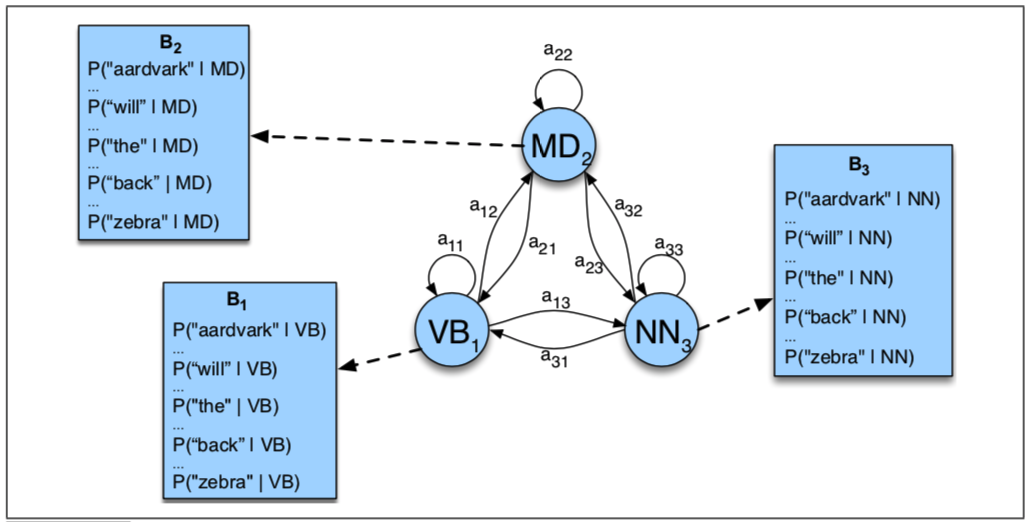 B2
P("aardvark" | MD)
...
P(“will” | MD)
...
P("the" | MD)
...
P(“back” | MD)
...
P("zebra" | MD)
a22
MD2
a12
a21
a32
a23
a11
VB1
a13
a31
a33
NN3
B1
P("aardvark" | VB)
...
P(“will” | VB)
...
P("the" | VB)
...
P(“back” | VB)
...
P("zebra" | VB)
B3
P("aardvark" | NN)
...
P(“will” | NN)
...
P("the" | NN)
...
P(“back” | NN)
...
P("zebra" | NN)